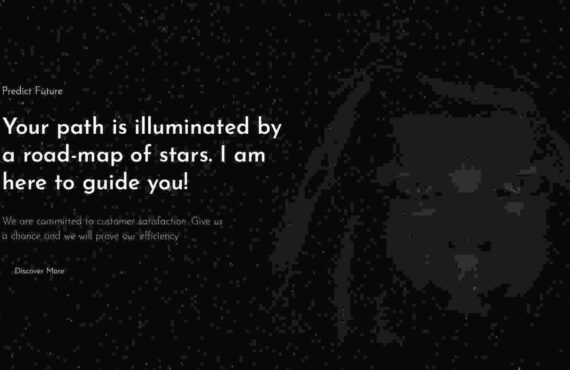 Predict Future
Your path is illuminated by
a road-map of stars. I am
here to guide you!
We are committed to customer satisfaction. Give us
a chance and we will prove our efficiency
Discover More